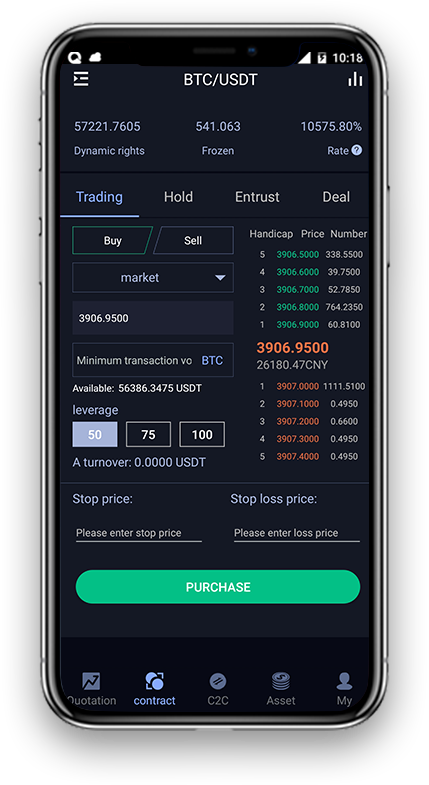 10:18
BTC/USDT
57221.7605 541.063 10575.80%
Dynamic rights Frozen Rate ?
Trading Hold Entrust Deal
Buy Sell
market
3906.9500
Minimum transaction vo BTC
Available: 56386.3475 USDT
leverage
50 75 100
A turnover: 0.0000 USDT
Handicap Price Number
5 3906.5000 338.5500
4 3906.6000 39.7500
3 3906.7000 52.7850
2 3906.8000 764.2350
1 3906.9000 60.8100
3906.9500
26180.47CNY
1 3907.0000 1111.5100
2 3907.1000 0.4950
3 3907.2000 0.6600
4 3907.3000 0.4950
5 3907.4000 0.4950
Stop price: Stop loss price:
Please enter stop price Please enter loss price
PURCHASE
Quotation contract C2C Asset My